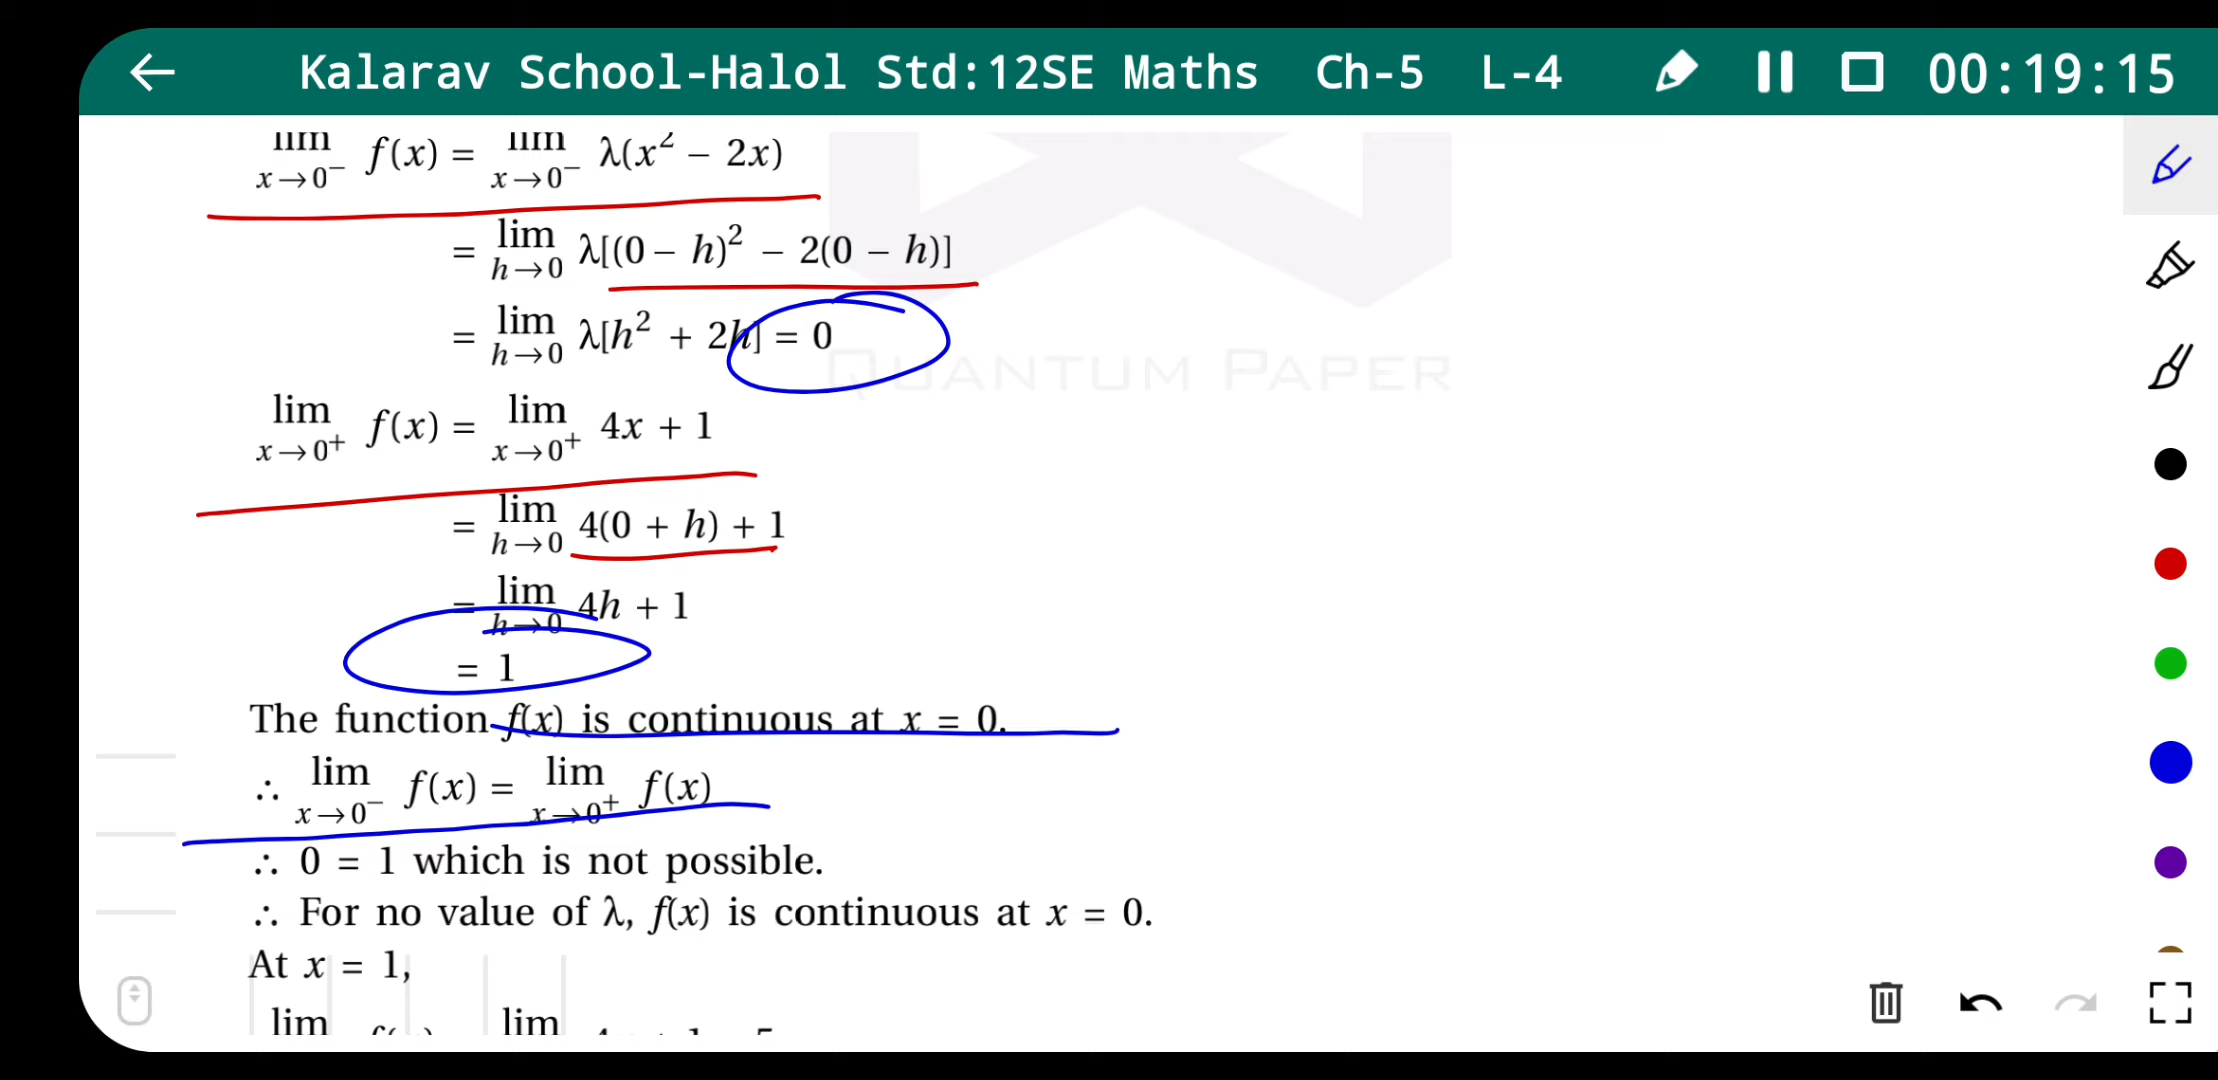 Kalarav School-Halol Std:12SE Maths Ch-5 L-4 00:19:15
lim x→0⁻ f(x) = lim x→0⁻ λ(x² – 2x)
= lim h→0 λ[(0 – h)² – 2(0 – h)]
= lim h→0 λ[h² + 2h] = 0
QUANTUM PAPER
lim x→0⁺ f(x) = lim x→0⁺ 4x + 1
= lim h→0 4(0 + h) + 1
= lim h→0 4h + 1
= 1
The function f(x) is continuous at x = 0.
∴ lim x→0⁻ f(x) = lim x→0⁺ f(x)
∴ 0 = 1 which is not possible.
∴ For no value of λ, f(x) is continuous at x = 0.
At x = 1,
lim lim